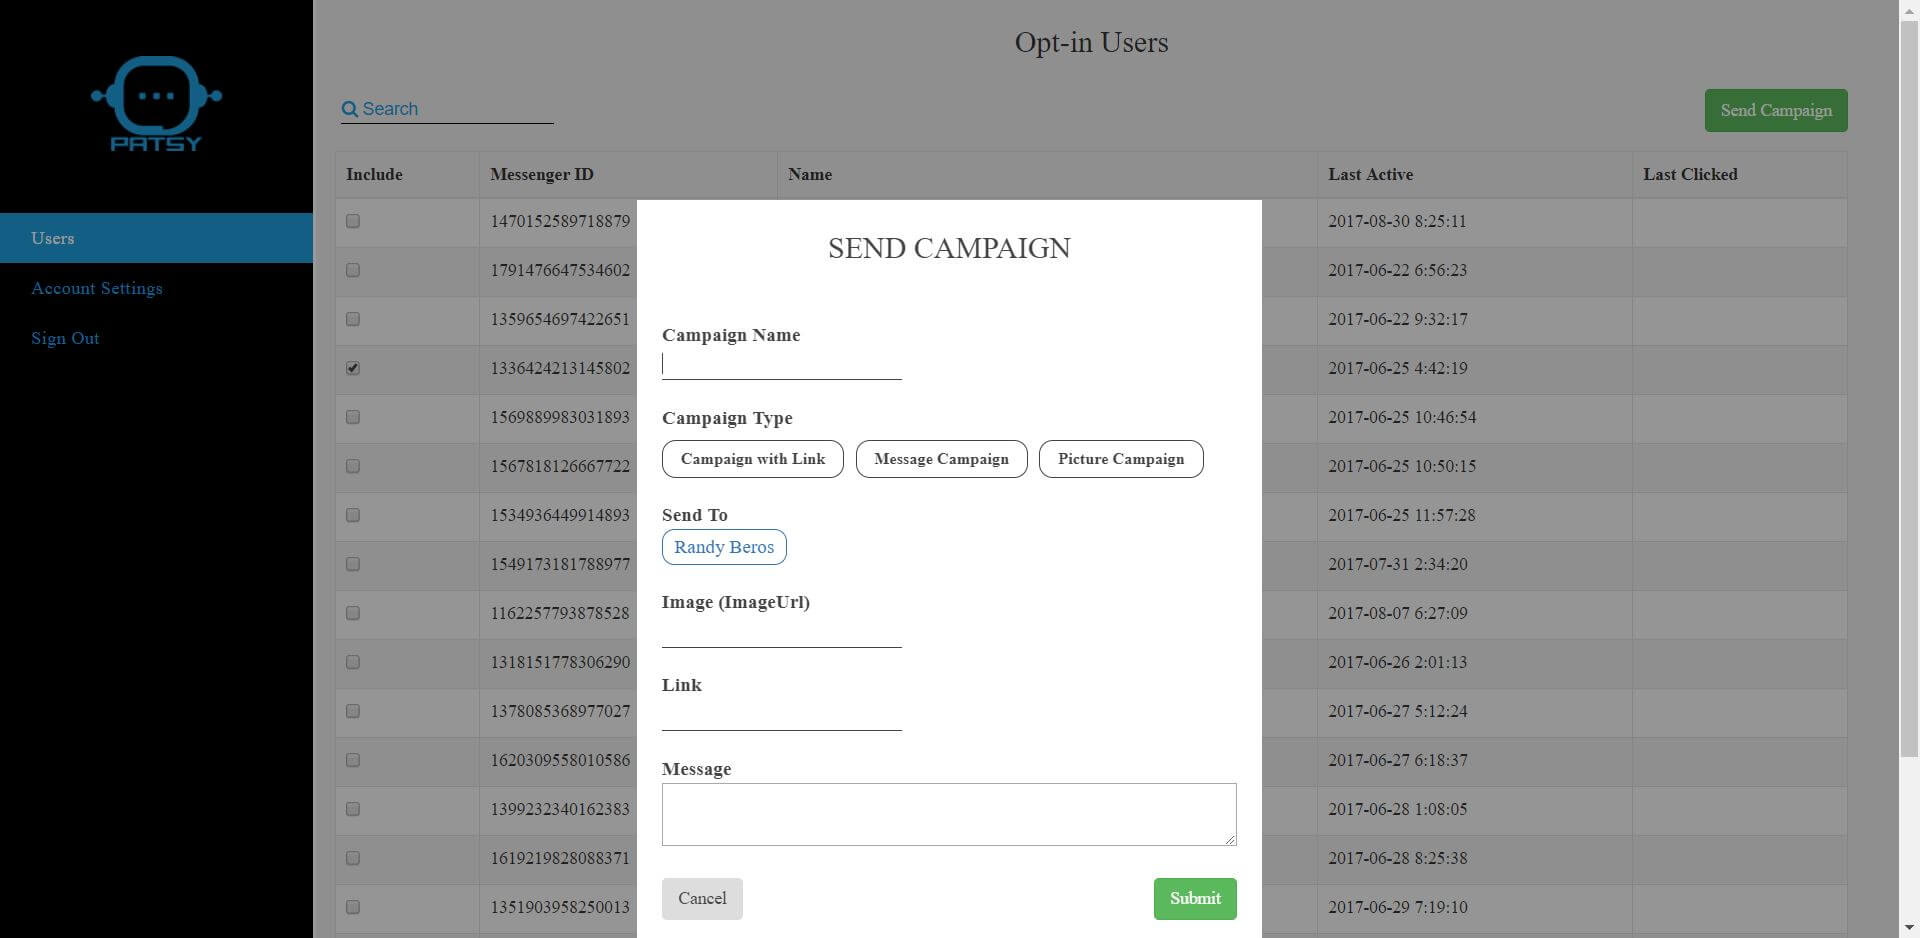 PATSY
Users
Account Settings
Sign Out
Opt-in Users
Search
Send Campaign
Include Messenger ID Name Last Active Last Clicked
1470152589718879 2017-08-30 8:25:11
1791476647534602 2017-06-22 6:56:23
1359654697422651 2017-06-22 9:32:17
1336424213145802 2017-06-25 4:42:19
1569889983031893 2017-06-25 10:46:54
1567818126667722 2017-06-25 10:50:15
1534936449914893 2017-06-25 11:57:28
1549173181788977 2017-07-31 2:34:20
1162257793878528 2017-08-07 6:27:09
1318151778306290 2017-06-26 2:01:13
1378085368977027 2017-06-27 5:12:24
1620309558010586 2017-06-27 6:18:37
1399232340162383 2017-06-28 1:08:05
1619219828088371 2017-06-28 8:25:38
1351903958250013 2017-06-29 7:19:10
SEND CAMPAIGN
Campaign Name
Campaign Type
Campaign with Link Message Campaign Picture Campaign
Send To
Randy Beros
Image (ImageUrl)
Link
Message
Cancel Submit